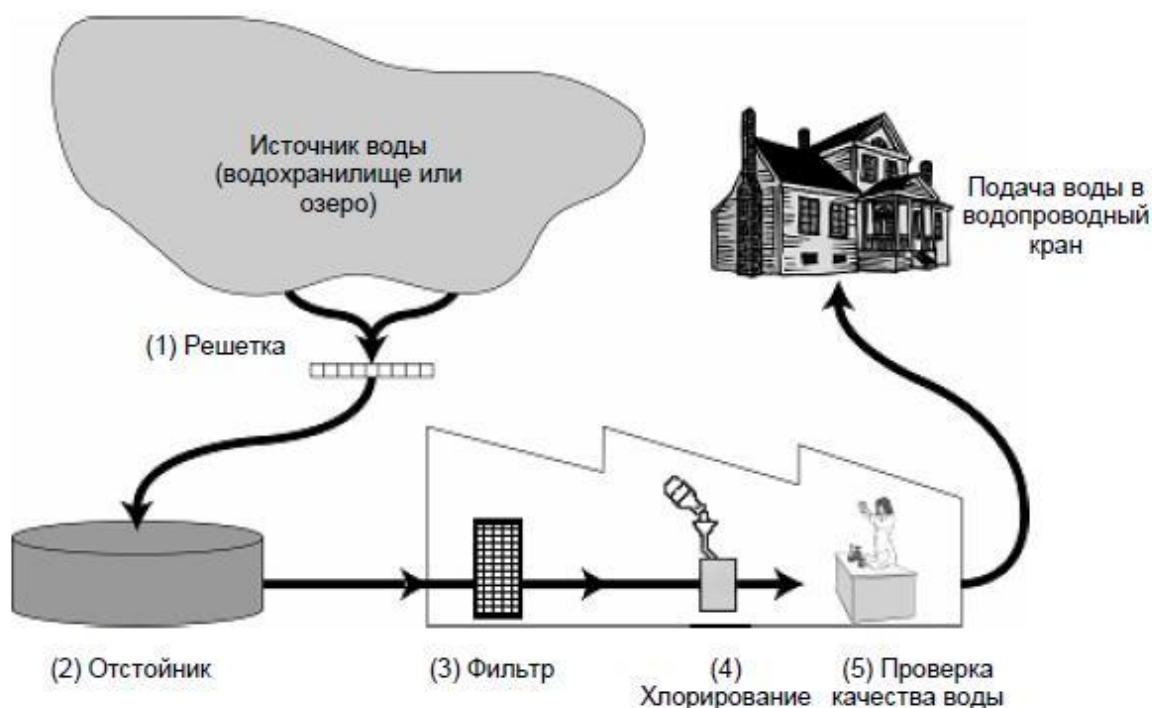 Источник воды
(водохранилище или
озеро)
Подача воды в
водопроводный
кран
(1) Решетка
(2) Отстойник
(3) Фильтр
(4)
Хлорирование
(5) Проверка
качества воды